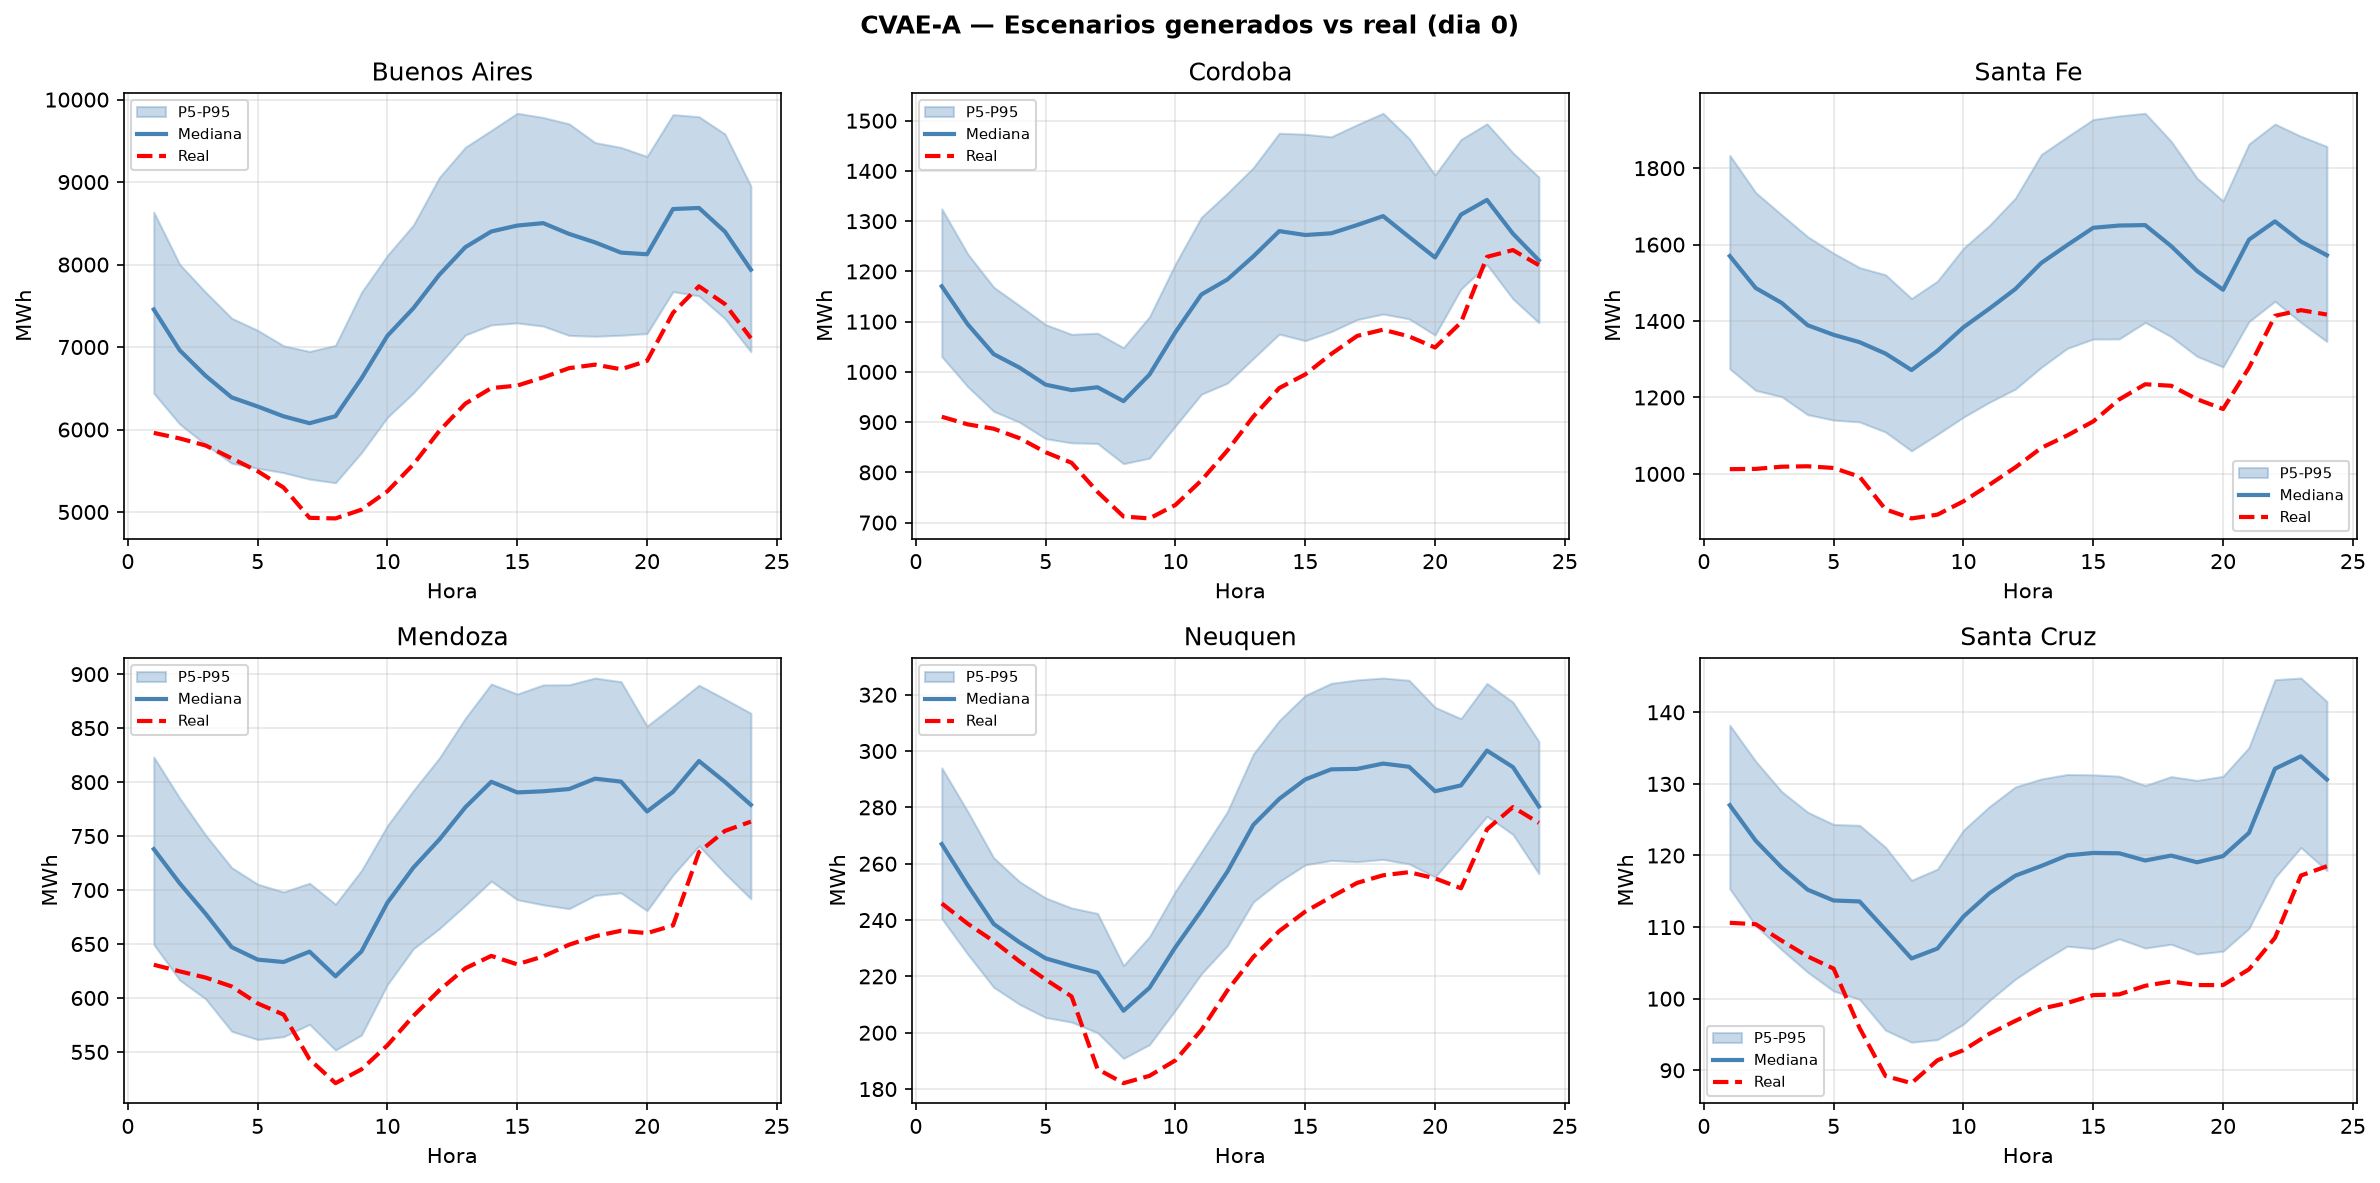 CVAE-A — Escenarios generados vs real (dia 0)
Buenos Aires
10000
9000
8000
7000
6000
5000
MWh
P5-P95
Mediana
Real
0 5 10 15 20 25
Hora
Cordoba
1500
1400
1300
1200
1100
1000
900
800
700
MWh
P5-P95
Mediana
Real
0 5 10 15 20 25
Hora
Santa Fe
1800
1600
1400
1200
1000
MWh
P5-P95
Mediana
Real
0 5 10 15 20 25
Hora
Mendoza
900
850
800
750
700
650
600
550
MWh
P5-P95
Mediana
Real
0 5 10 15 20 25
Hora
Neuquen
320
300
280
260
240
220
200
180
MWh
P5-P95
Mediana
Real
0 5 10 15 20 25
Hora
Santa Cruz
140
130
120
110
100
90
MWh
P5-P95
Mediana
Real
0 5 10 15 20 25
Hora